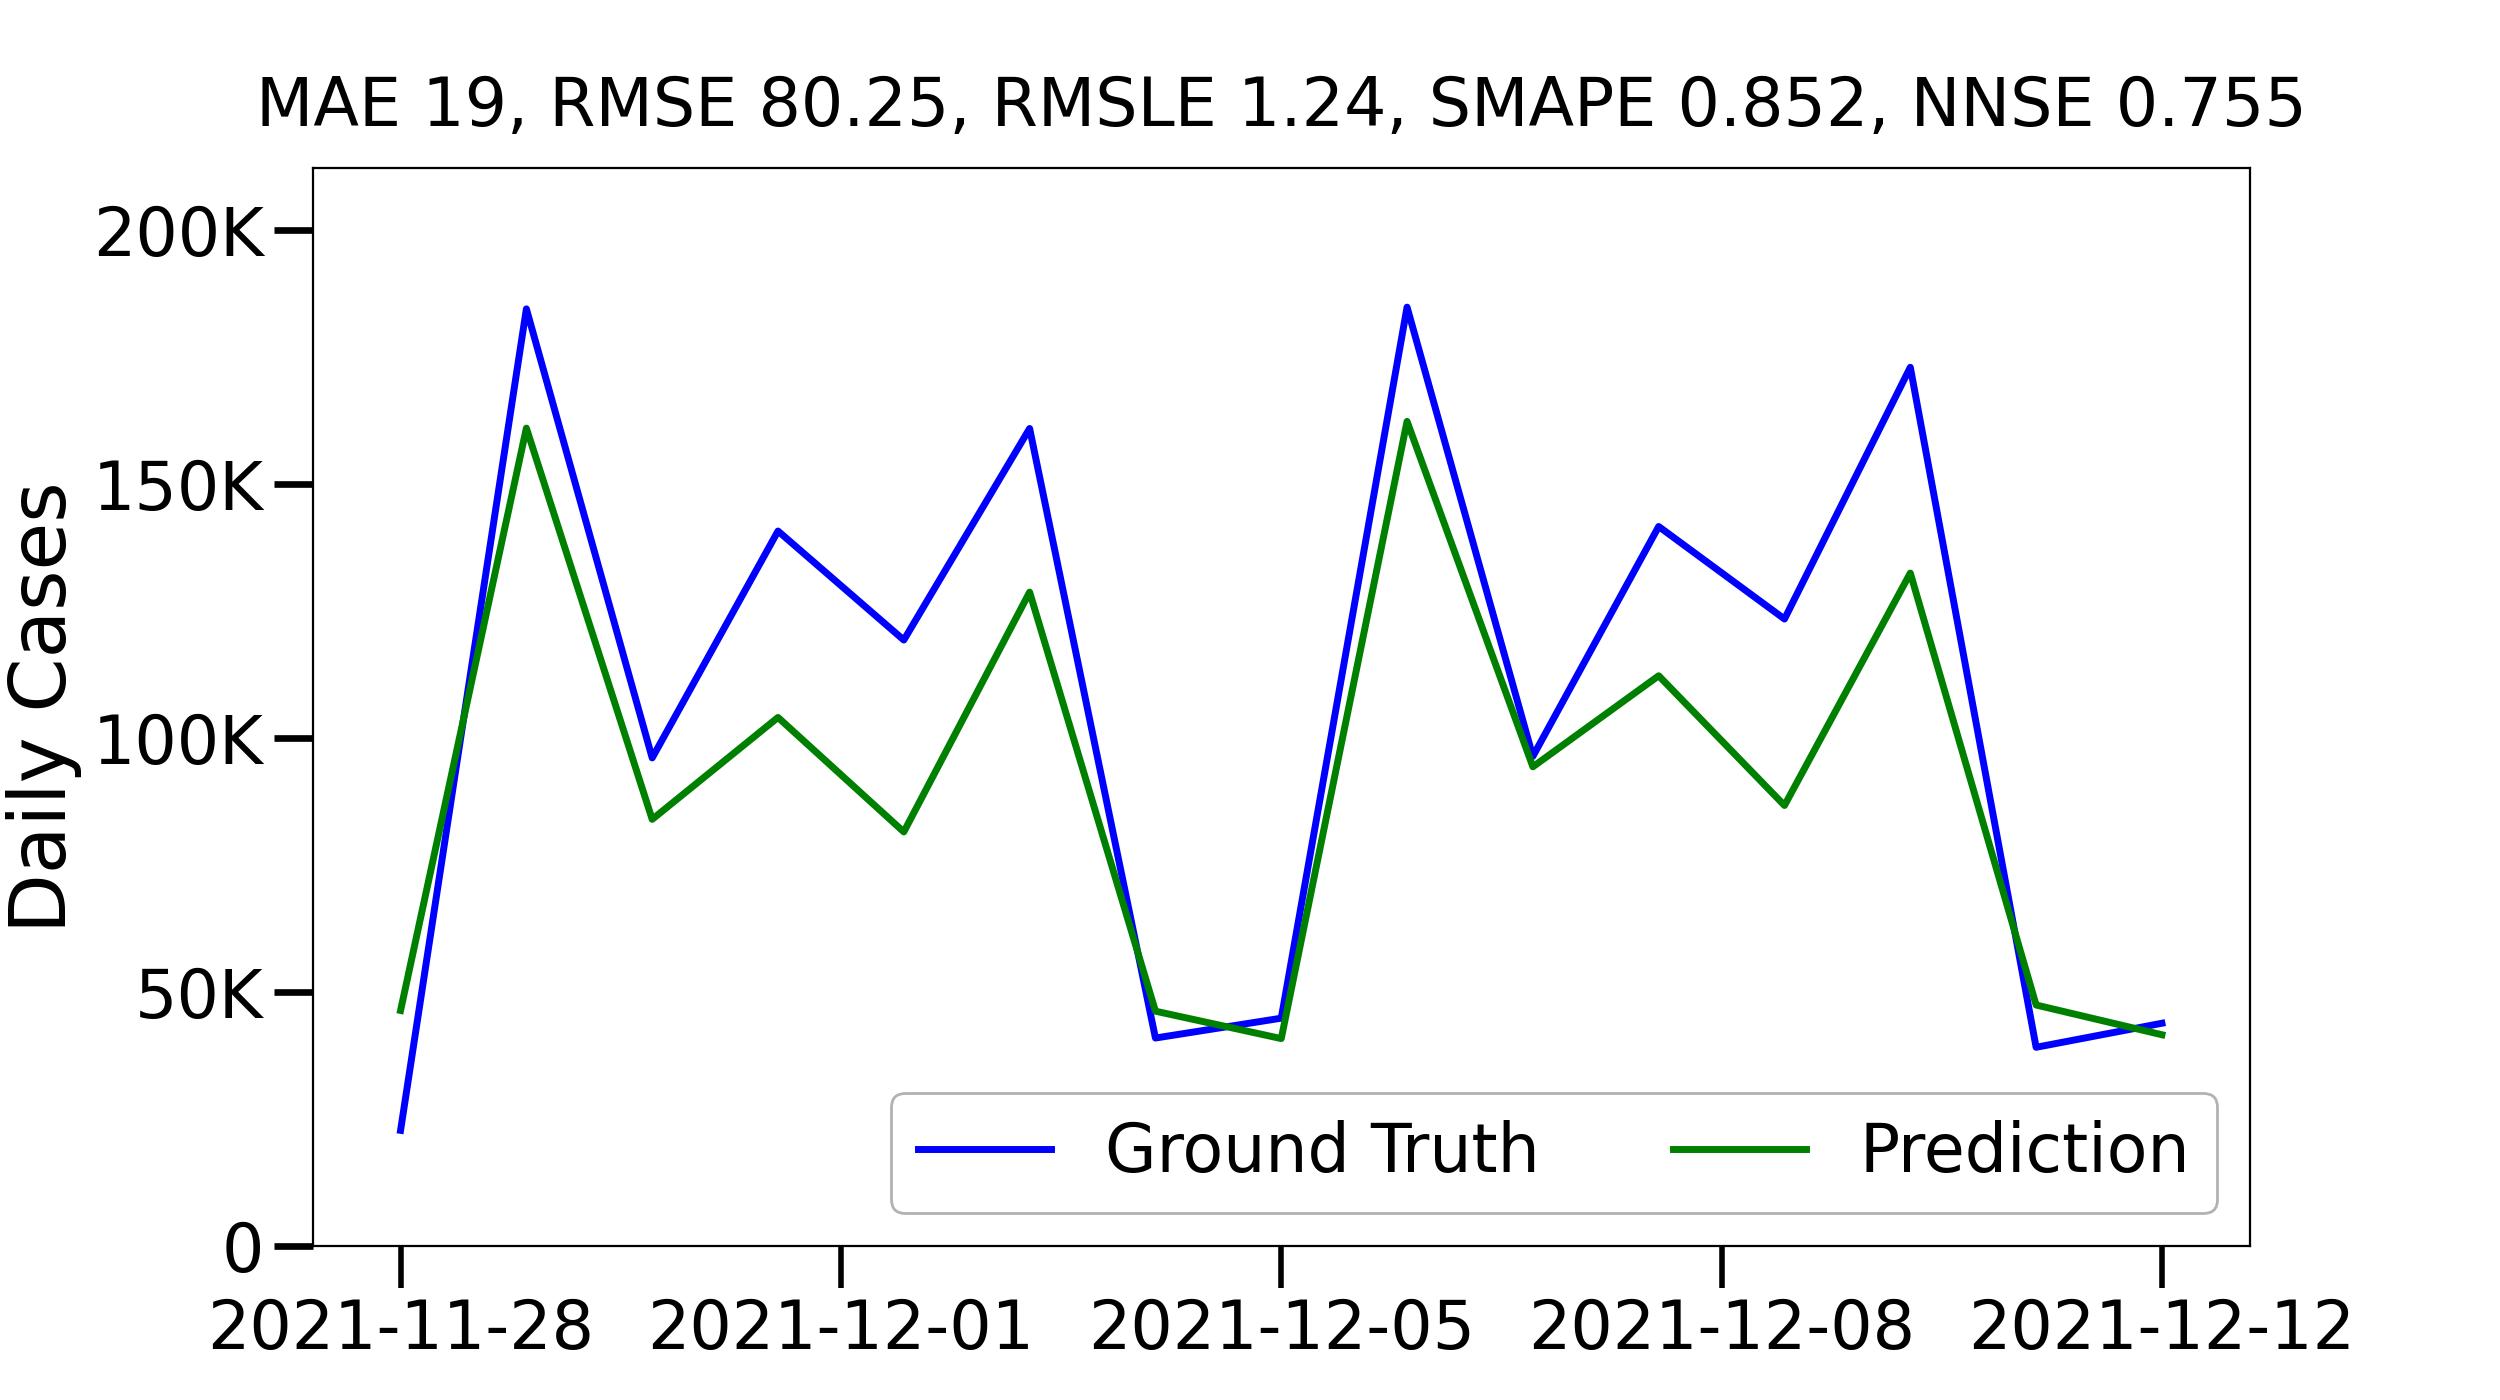 MAE 19, RMSE 80.25, RMSLE 1.24, SMAPE 0.852, NNSE 0.755
Daily Cases
200K
150K
100K
50K
0
Ground Truth Prediction
2021-11-28 2021-12-01 2021-12-05 2021-12-08 2021-12-12